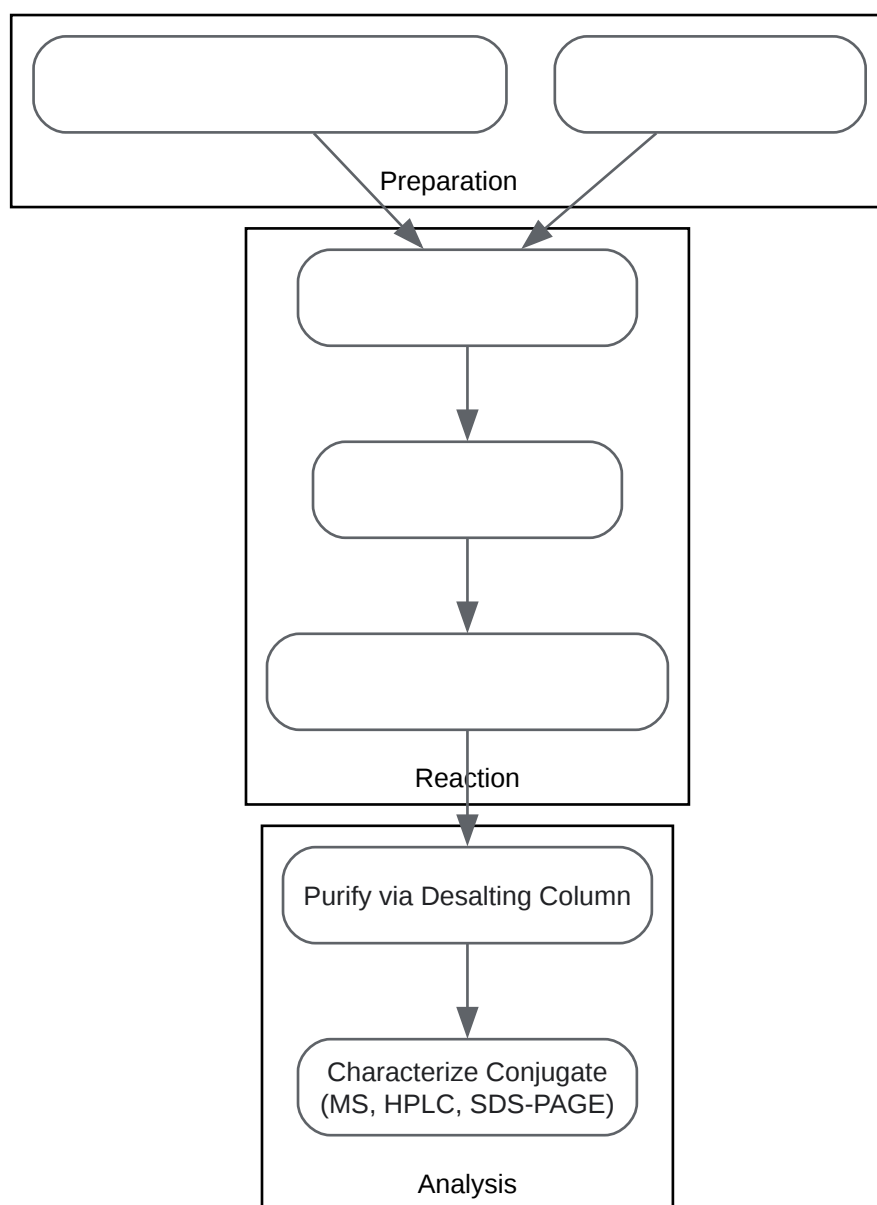 Preparation
Reaction
Purify via Desalting Column
Characterize Conjugate
(MS, HPLC, SDS-PAGE)
Analysis